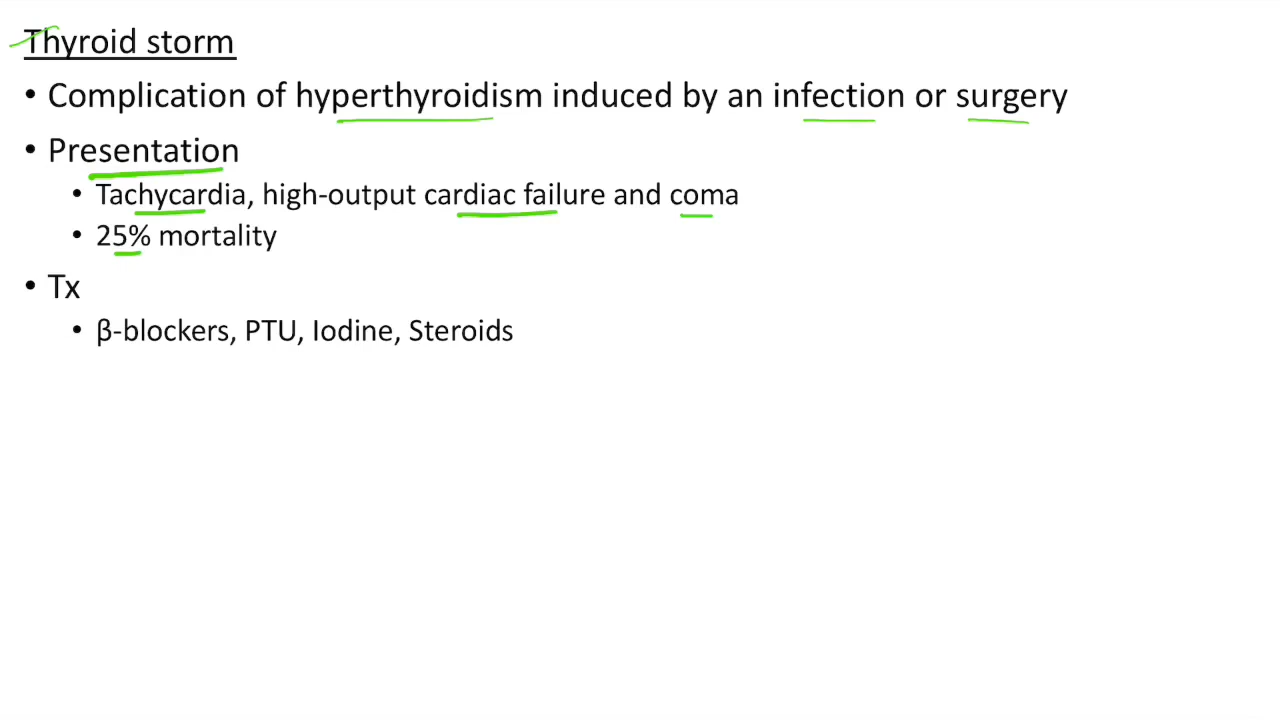 Thyroid storm
• Complication of hyperthyroidism induced by an infection or surgery
• Presentation
• Tachycardia, high-output cardiac failure and coma
• 25% mortality
• Tx
• β-blockers, PTU, Iodine, Steroids